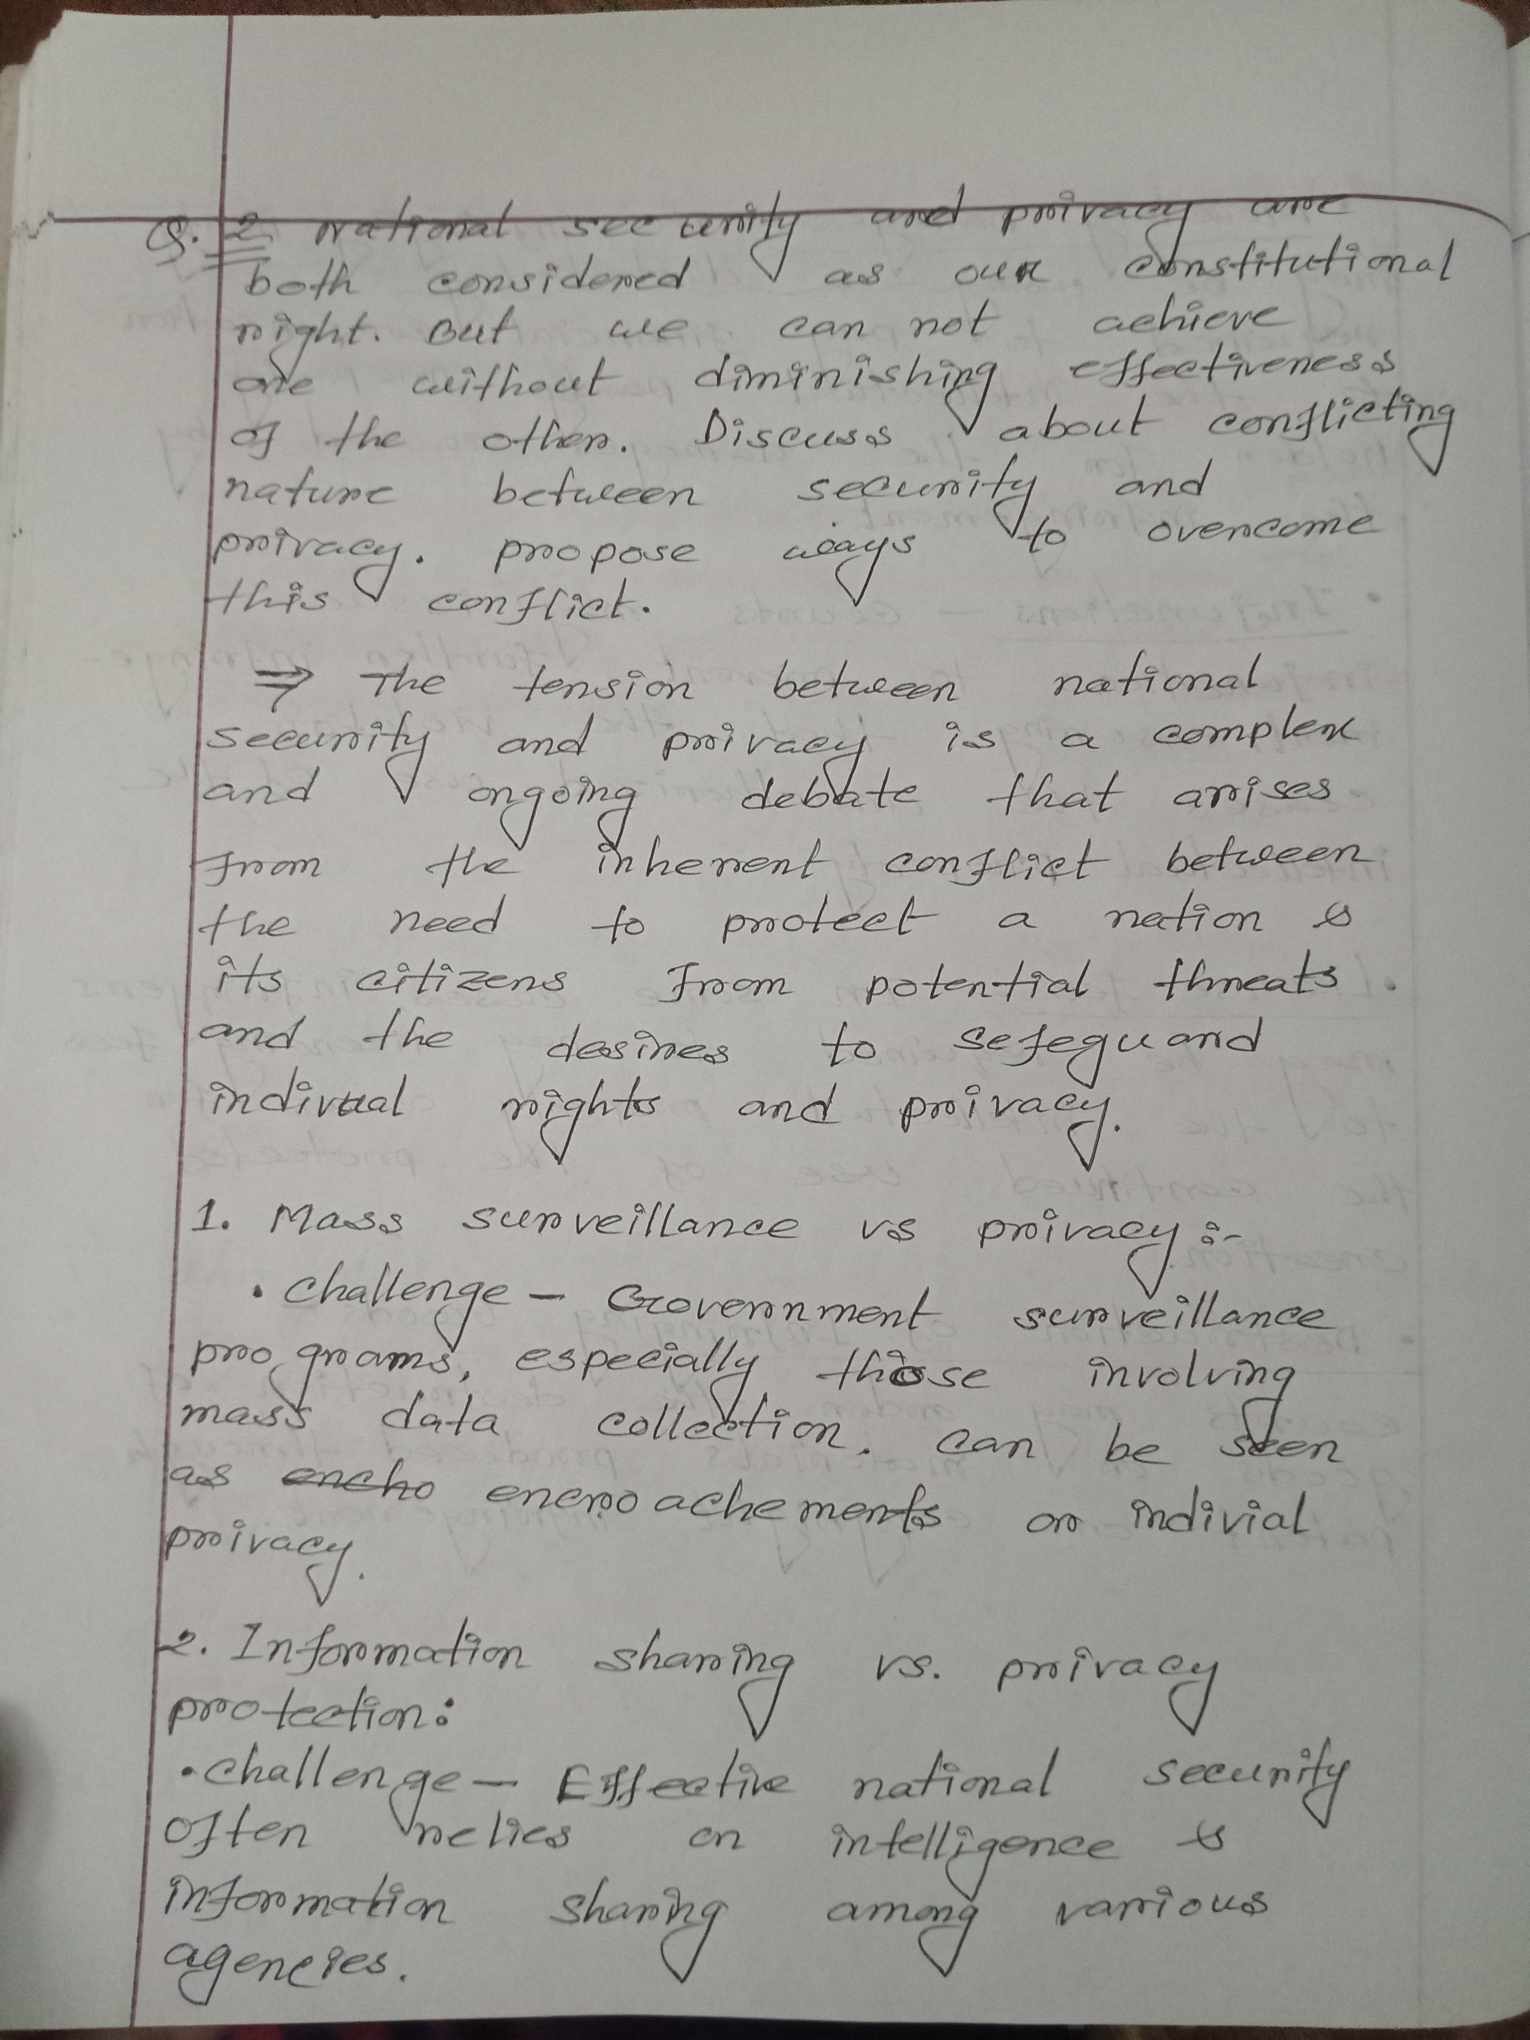 Q.2 National security and privacy are
both considered as our constitutional
right. But we can not achieve
one without diminishing effectiveness
of the other. Discuss about conflicting
nature between security and
privacy. propose ways to overcome
this conflict.
⇒ The tension between national
security and privacy is a complex
and ongoing debate that arises
from the inherent conflict between
the need to protect a nation &
its citizens from potential threats.
and the desires to sefeguard
indivual rights and privacy.
1. Mass surveillance vs privacy :-
• Challenge - Government surveillance
programs, especially those involving
mass data collection. can be seen
as encho encroachements on indivial
privacy.
2. Information sharing vs. privacy
protection:
• challenge - Effective national security
often relies on intelligence &
information sharing among various
agencies.